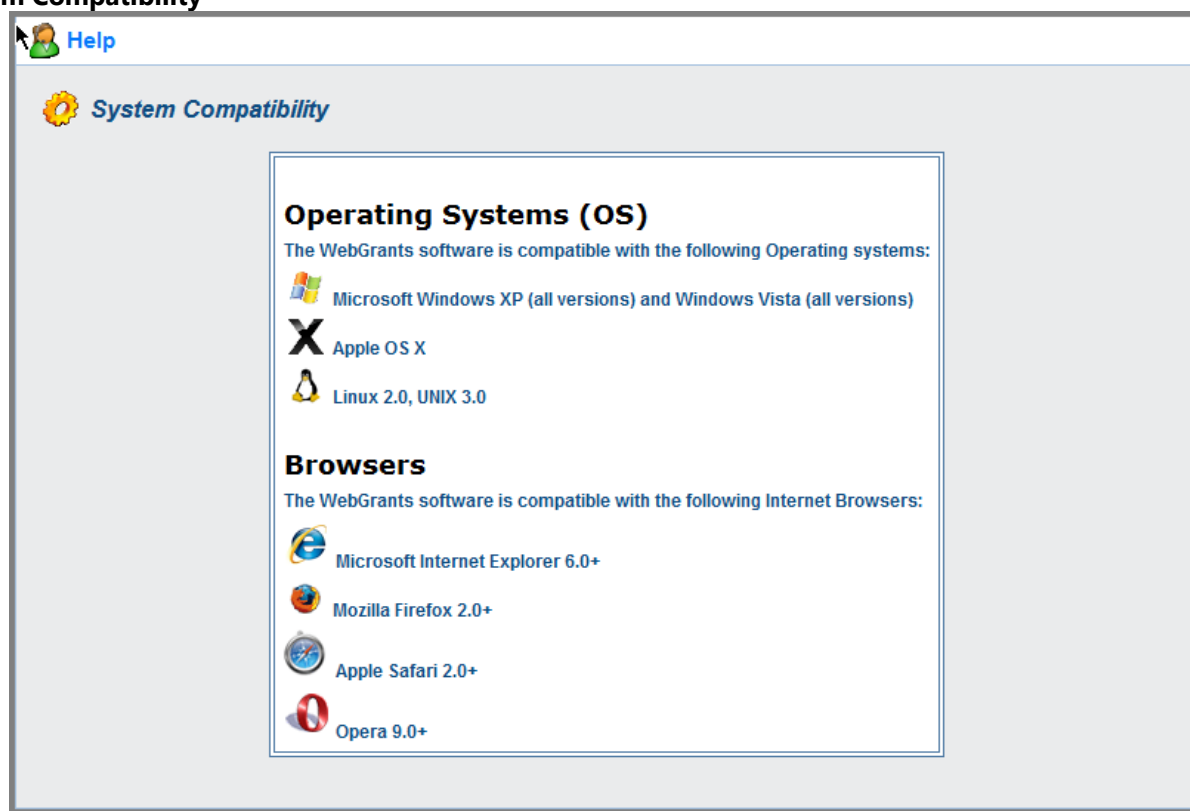 m Compatibility
Help
System Compatibility
Operating Systems (OS)
The WebGrants software is compatible with the following Operating systems:
Microsoft Windows XP (all versions) and Windows Vista (all versions)
Apple OS X
Linux 2.0, UNIX 3.0
Browsers
The WebGrants software is compatible with the following Internet Browsers:
Microsoft Internet Explorer 6.0+
Mozilla Firefox 2.0+
Apple Safari 2.0+
Opera 9.0+